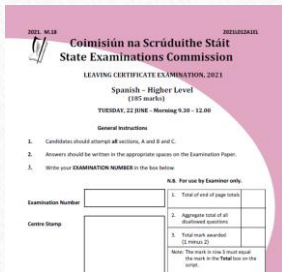 2021. M.18
2021L012A1EL
Coimisiún na Scrúduithe Stáit
State Examinations Commission
LEAVING CERTIFICATE EXAMINATION, 2021
Spanish – Higher Level
(185 marks)
TUESDAY, 22 JUNE – Morning 9.30 – 12.00
General Instructions
1. Candidates should attempt all sections, A and B and C.
2. Answers should be written in the appropriate spaces on the Examination Paper.
3. Write your EXAMINATION NUMBER in the box below
N.B. For use by Examiner only.
Examination Number
1. Total of end of page totals
2. Aggregate total of all
disallowed questions
Centre Stamp
3. Total mark awarded
(1 minus 2)
Note: The mark in row 3 must equal
the mark in the Total box on the
script.